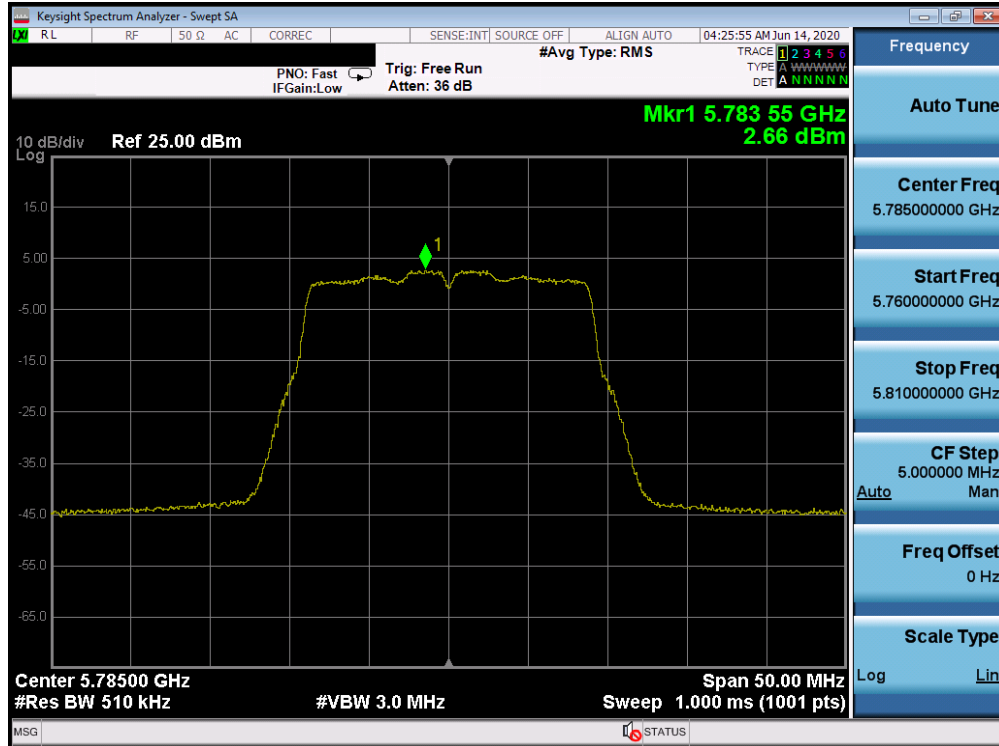 Keysight Spectrum Analyzer - Swept SA
LXI RL RF 50 Ω AC CORREC SENSE:INT SOURCE OFF ALIGN AUTO 04:25:55 AM Jun 14, 2020
#Avg Type: RMS
TRACE 1 2 3 4 5 6
PNO: Fast Trig: Free Run
TYPE A WWWWW
IFGain:Low Atten: 36 dB
DET A N N N N N
Mkr1 5.783 55 GHz
2.66 dBm
10 dB/div Ref 25.00 dBm
Log
15.0
1
5.00
-5.00
-15.0
-25.0
-35.0
-45.0
-55.0
-65.0
Center 5.78500 GHz Span 50.00 MHz
#Res BW 510 kHz #VBW 3.0 MHz Sweep 1.000 ms (1001 pts)
MSG STATUS
Frequency
Auto Tune
Center Freq
5.785000000 GHz
Start Freq
5.760000000 GHz
Stop Freq
5.810000000 GHz
CF Step
5.000000 MHz
Auto Man
Freq Offset
0 Hz
Scale Type
Log Lin